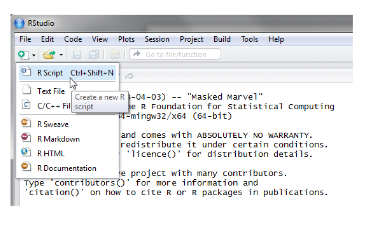 RStudio
File Edit Code View Plots Session Project Build Tools Help
Go to file/function
R Script Ctrl+Shift+N
Text File
C/C++ Fil
R Sweave
R Markdown
R HTML
R Documentation
Create a new R
script
-04-03) -- "Masked Marvel"
e R Foundation for Statistical Computing
4-mingw32/x64 (64-bit)
and comes with ABSOLUTELY NO WARRANTY.
redistribute it under certain conditions.
'licence()' for distribution details.
ve project with many contributors.
Type 'contributors()' for more information and
'citation()' on how to cite R or R packages in publications.